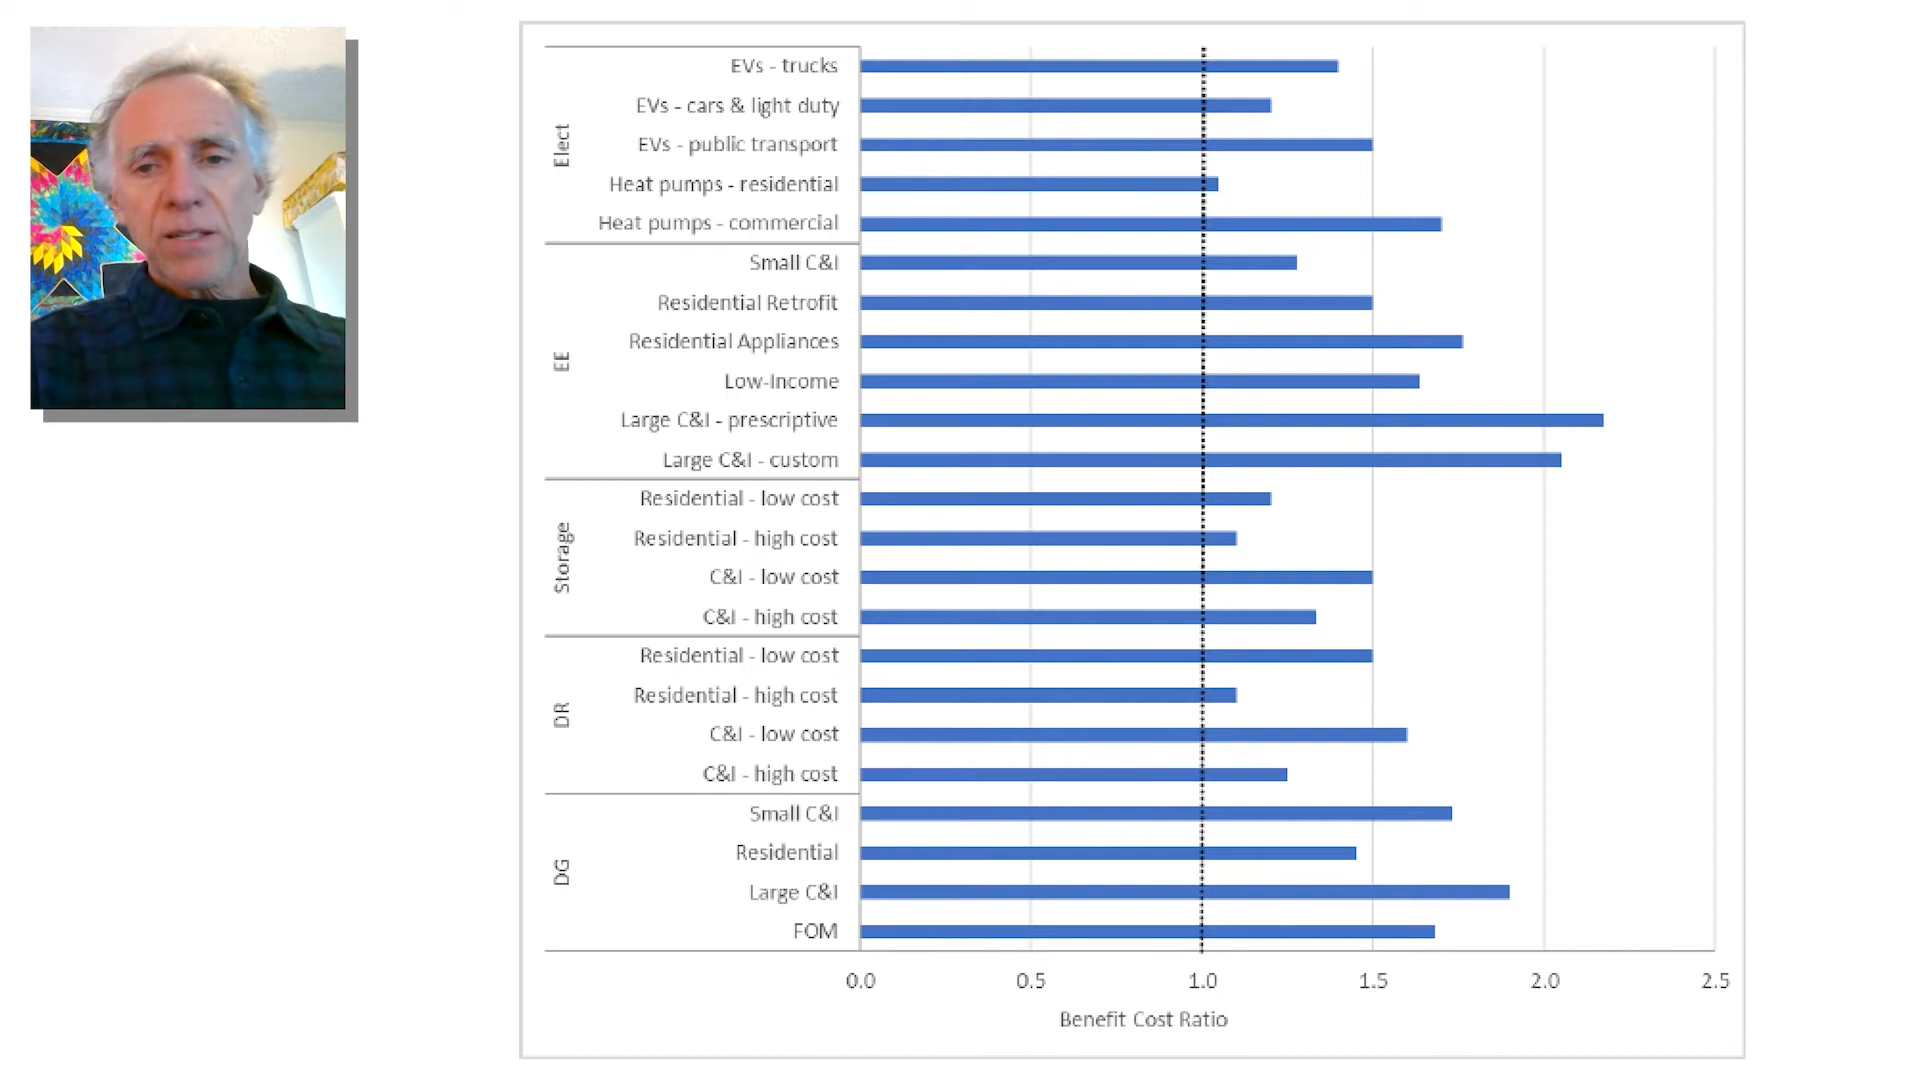 Elect
EVs - trucks
EVs - cars & light duty
EVs - public transport
Heat pumps - residential
Heat pumps - commercial
EE
Small C&I
Residential Retrofit
Residential Appliances
Low-Income
Large C&I - prescriptive
Large C&I - custom
Storage
Residential - low cost
Residential - high cost
C&I - low cost
C&I - high cost
DR
Residential - low cost
Residential - high cost
C&I - low cost
C&I - high cost
DG
Small C&I
Residential
Large C&I
FOM
0.0 0.5 1.0 1.5 2.0 2.5
Benefit Cost Ratio